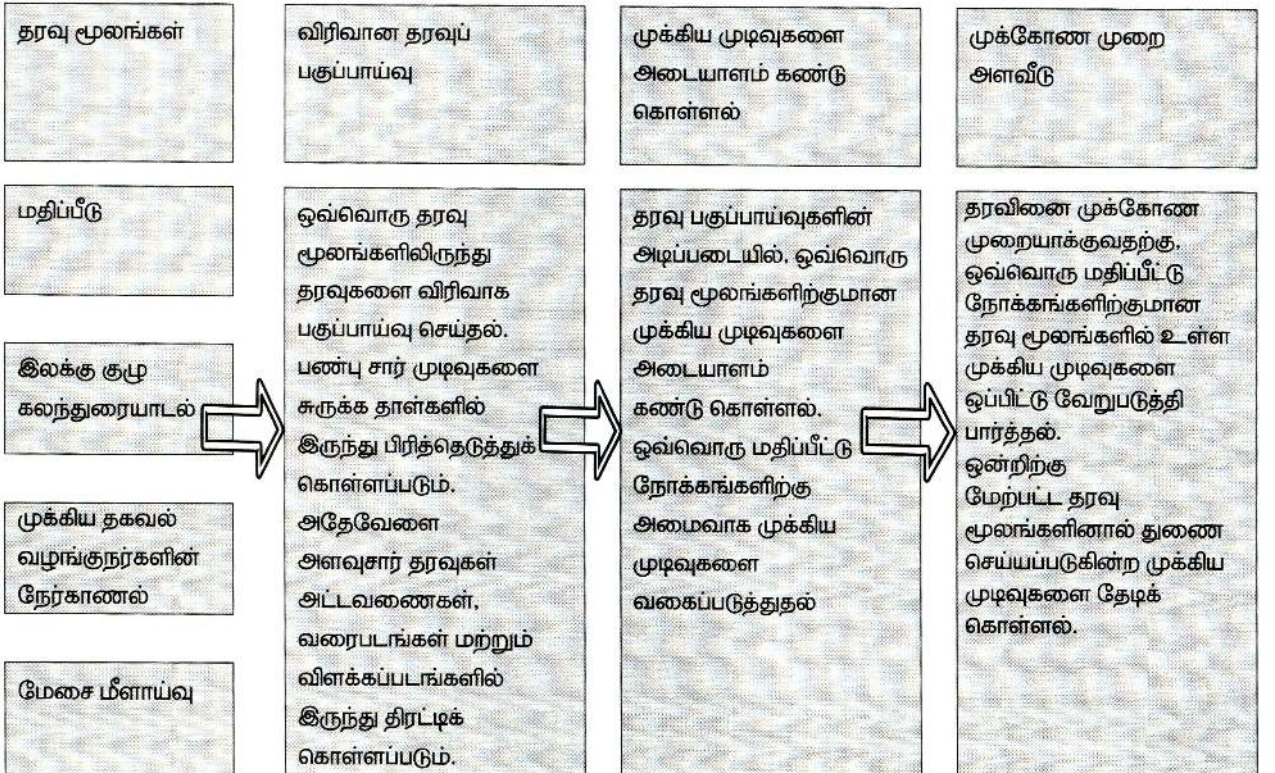 தரவு மூலங்கள்
விரிவான தரவுப்
பகுப்பாய்வு
முக்கிய முடிவுகளை
அடையாளம் கண்டு
கொள்ளல்
முக்கோண முறை
அளவீடு
மதிப்பீடு
இலக்கு குழு
கலந்துரையாடல்
முக்கிய தகவல்
வழங்குநர்களின்
நேர்காணல்
மேசை மீளாய்வு
ஒவ்வொரு தரவு
மூலங்களிலிருந்து
தரவுகளை விரிவாக
பகுப்பாய்வு செய்தல்.
பண்பு சார் முடிவுகளை
சுருக்க தாள்களில்
இருந்து பிரித்தெடுத்துக்
கொள்ளப்படும்.
அதேவேளை
அளவுசார் தரவுகள்
அட்டவணைகள்,
வரைபடங்கள் மற்றும்
விளக்கப்படங்களில்
இருந்து திரட்டிக்
கொள்ளப்படும்.
தரவு பகுப்பாய்வுகளின்
அடிப்படையில், ஒவ்வொரு
தரவு மூலங்களிற்குமான
முக்கிய முடிவுகளை
அடையாளம்
கண்டு கொள்ளல்.
ஒவ்வொரு மதிப்பீட்டு
நோக்கங்களிற்கு
அமைவாக முக்கிய
முடிவுகளை
வகைப்படுத்துதல்
தரவினை முக்கோண
முறையாக்குவதற்கு,
ஒவ்வொரு மதிப்பீட்டு
நோக்கங்களிற்குமான
தரவு மூலங்களில் உள்ள
முக்கிய முடிவுகளை
ஒப்பிட்டு வேறுபடுத்தி
பார்த்தல்.
ஒன்றிற்கு
மேற்பட்ட தரவு
மூலங்களினால் துணை
செய்யப்படுகின்ற முக்கிய
முடிவுகளை தேடிக்
கொள்ளல்.